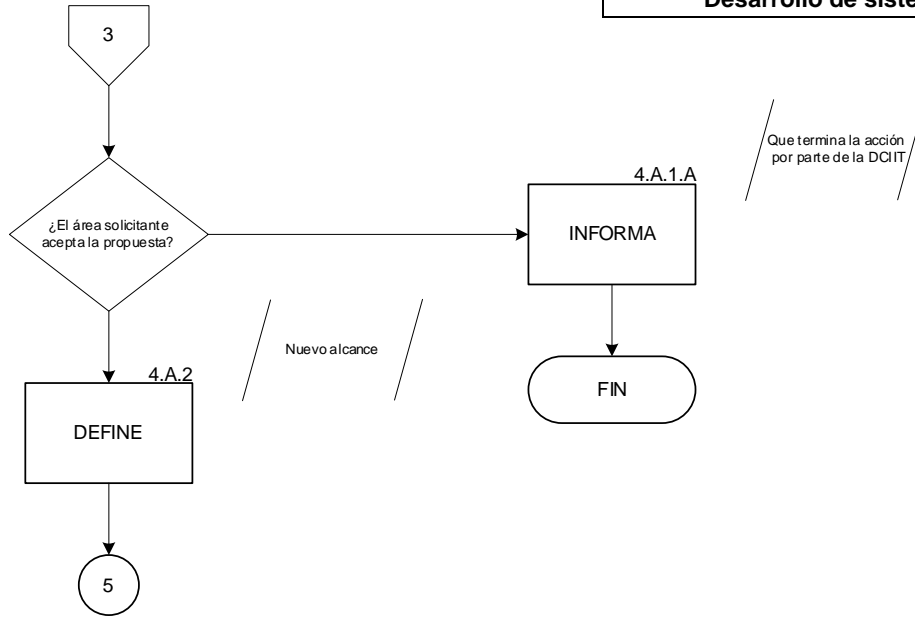 Desarrollo de siste
3
Que termina la acción
por parte de la DCIIT
4.A.1.A
¿El área solicitante
acepta la propuesta?
INFORMA
Nuevo alcance
4.A.2
FIN
DEFINE
5